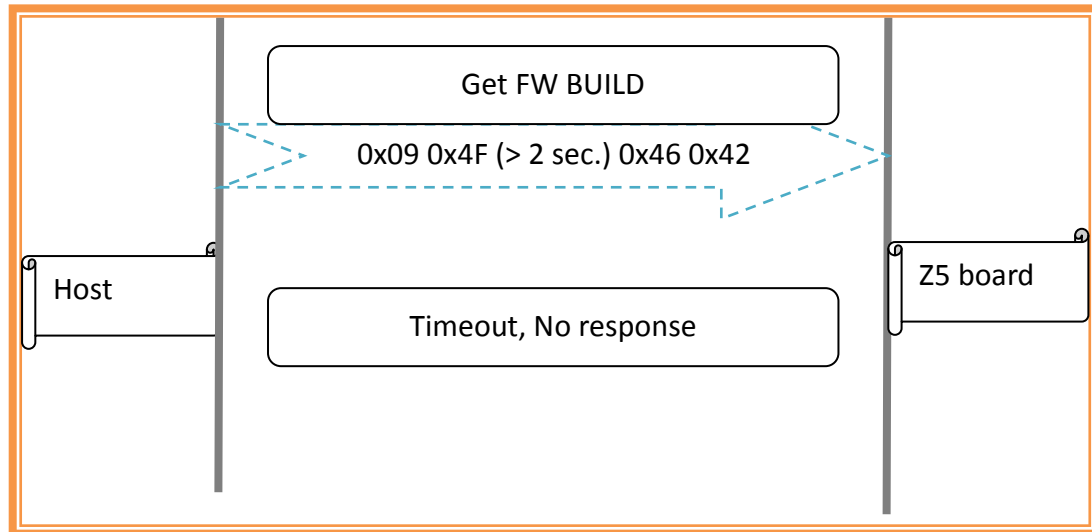 Get FW BUILD
0x09 0x4F (> 2 sec.) 0x46 0x42
Host
Z5 board
Timeout, No response